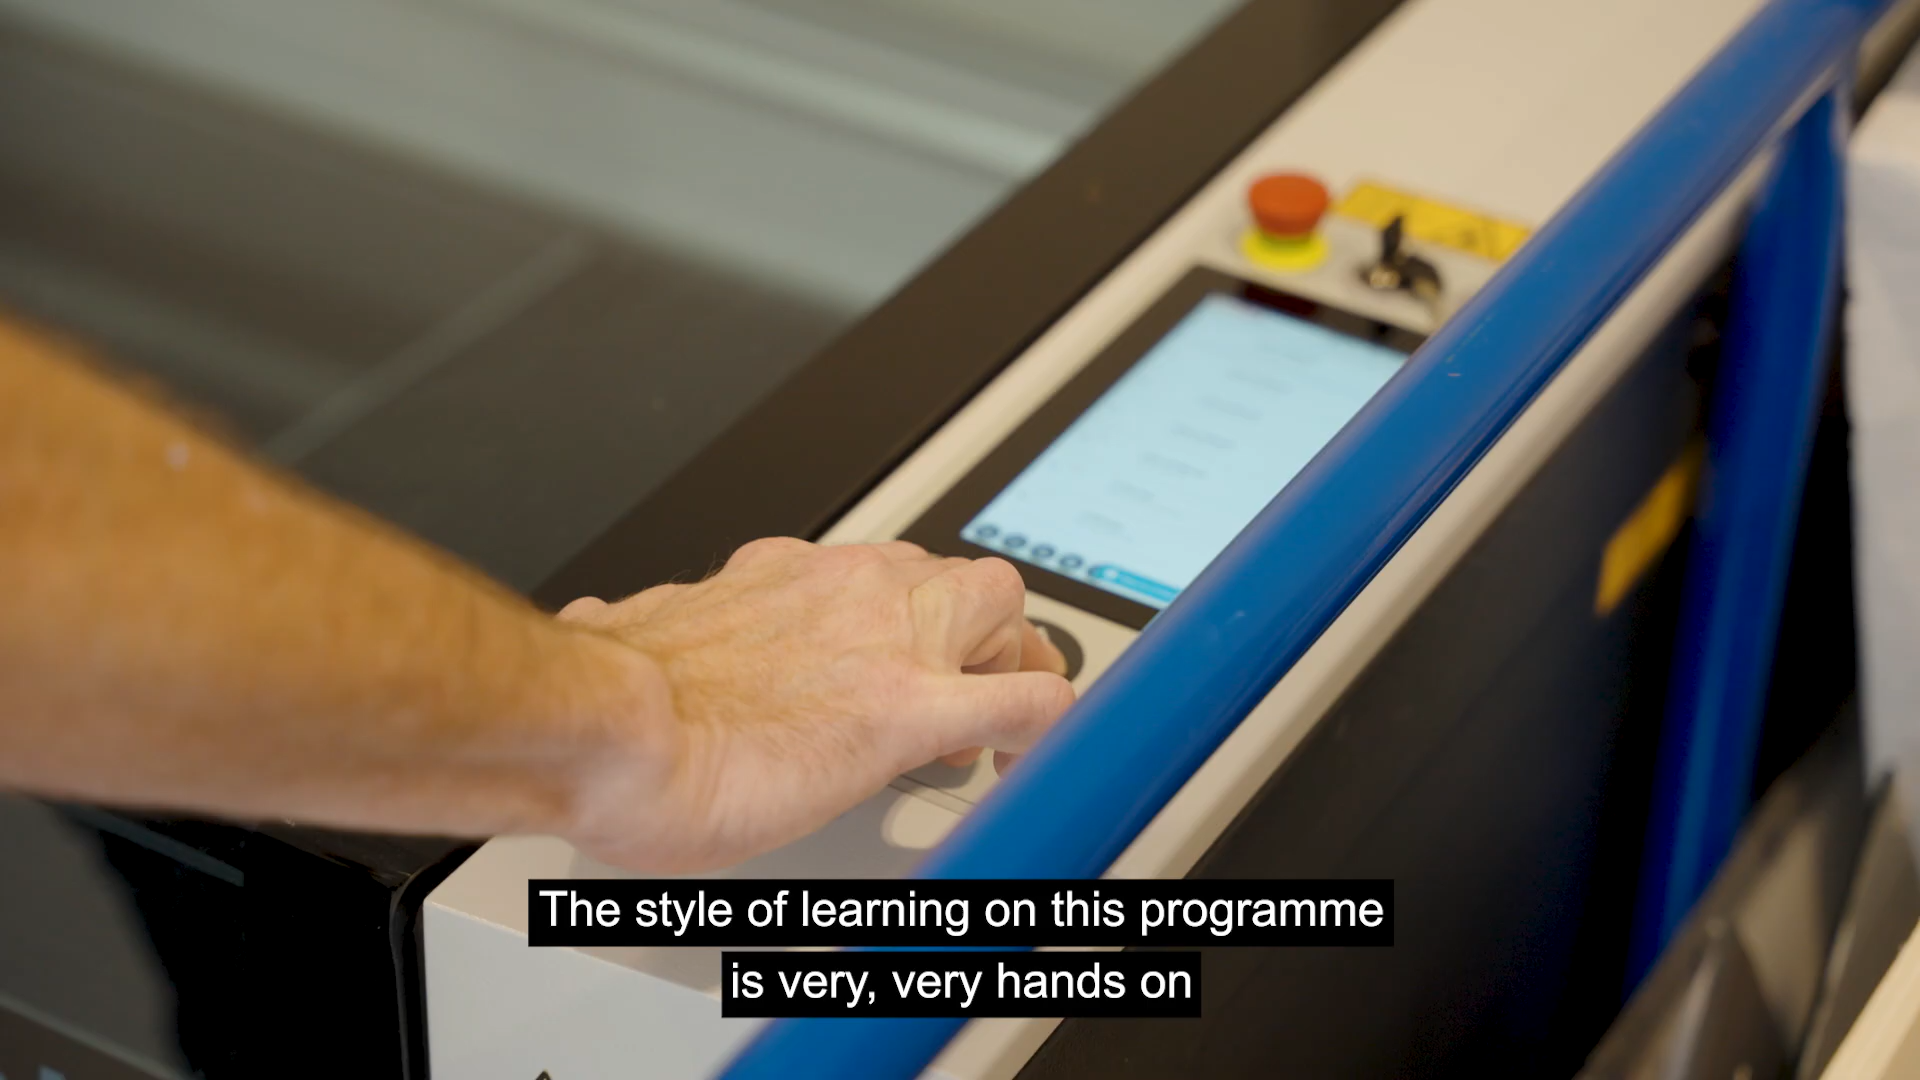 The style of learning on this programme
is very, very hands on